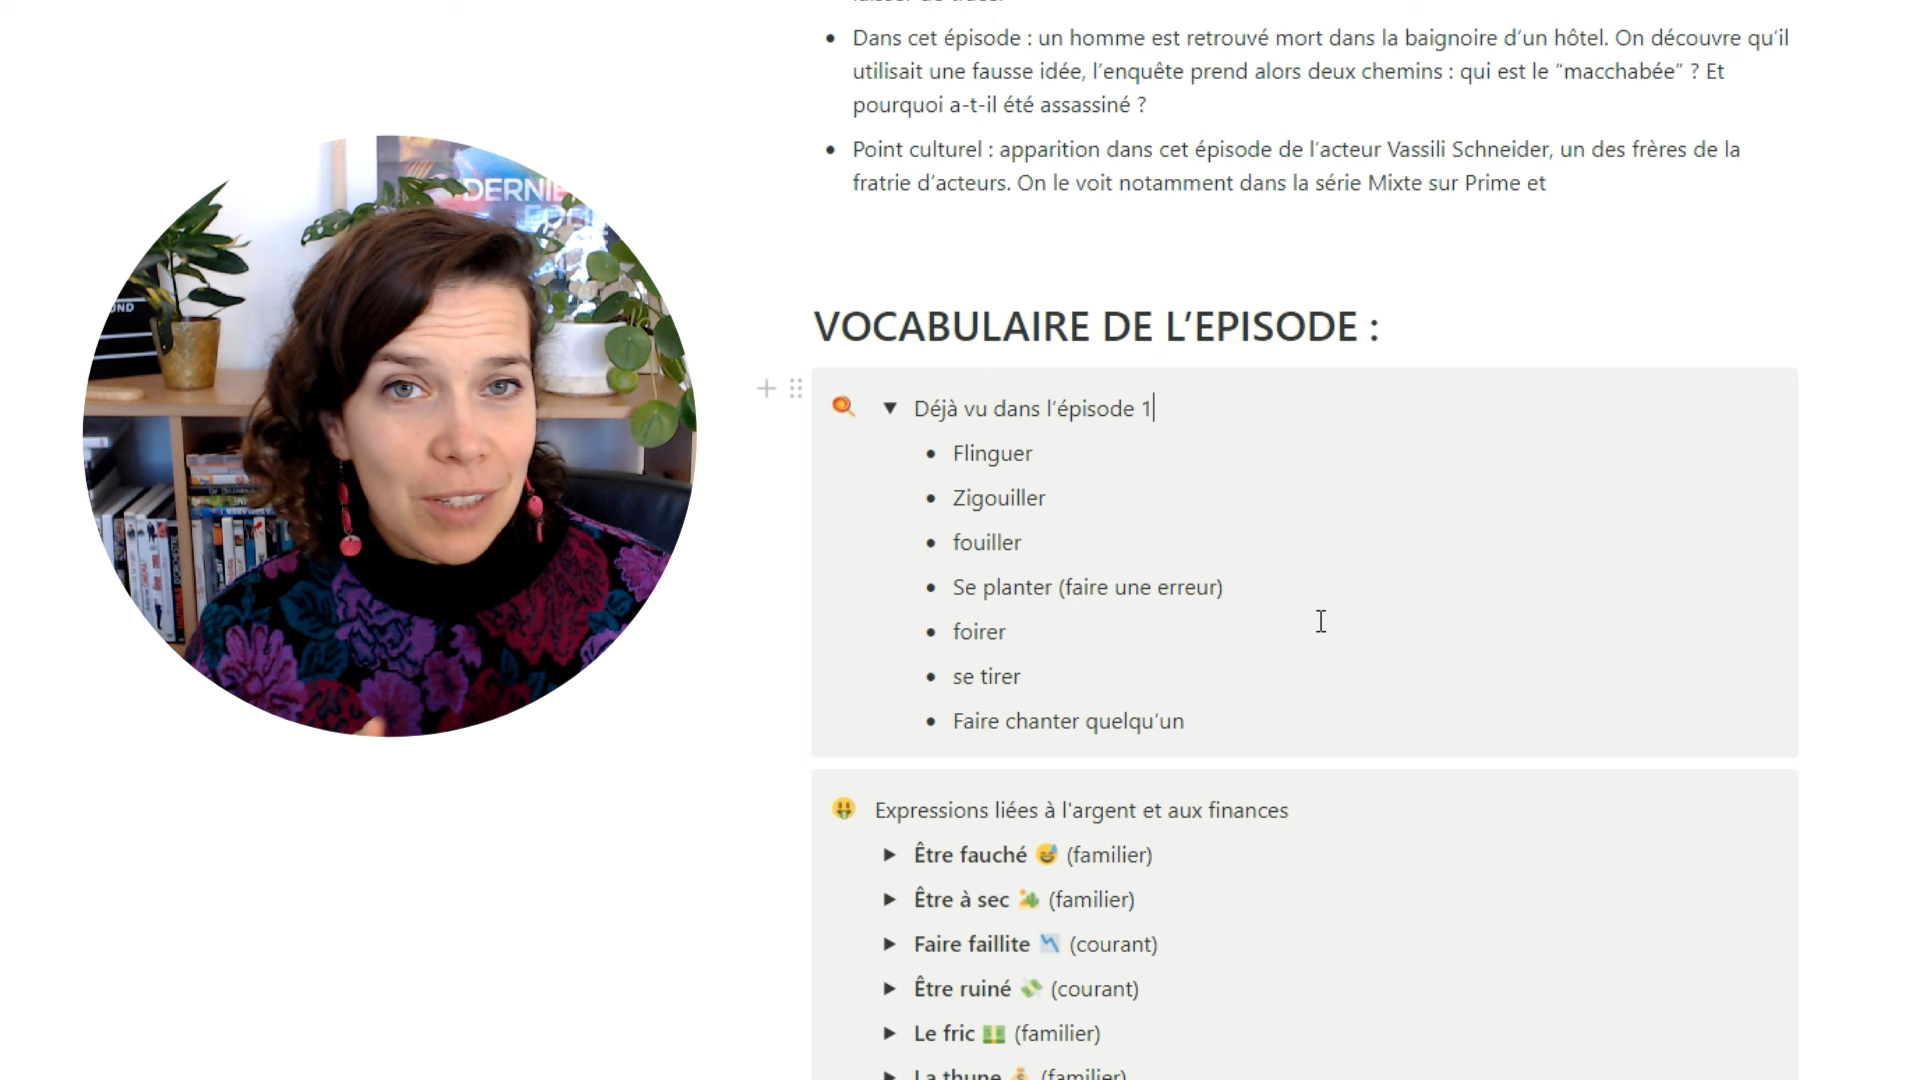 Dans cet épisode : un homme est retrouvé mort dans la baignoire d'un hôtel. On découvre qu'il
utilisait une fausse idée, l'enquête prend alors deux chemins : qui est le “macchabée” ? Et
pourquoi a-t-il été assassiné ?
Point culturel : apparition dans cet épisode de l'acteur Vassili Schneider, un des frères de la
fratrie d'acteurs. On le voit notamment dans la série Mixte sur Prime et
DERNIE
VOCABULAIRE DE L'EPISODE :
Déjà vu dans l'épisode 1
Flinguer
Zigouiller
fouiller
Se planter (faire une erreur)
foirer
se tirer
Faire chanter quelqu'un
Expressions liées à l'argent et aux finances
Être fauché 😅 (familier)
Être à sec 🏜️ (familier)
Faire faillite 📉 (courant)
Être ruiné 💸 (courant)
Le fric 💵 (familier)
La thune 💰 (familier)